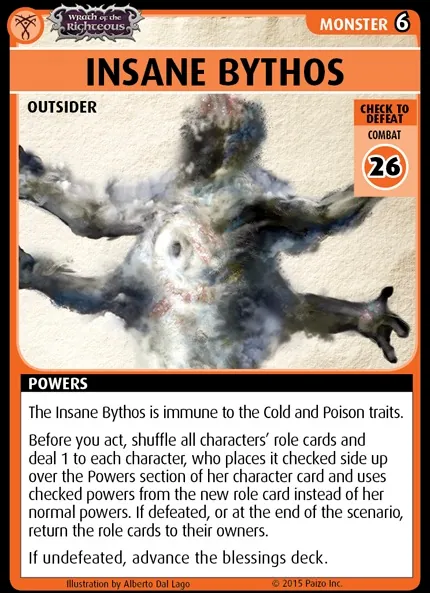 Wrath of the
Righteous
MONSTER 6
INSANE BYTHOS
OUTSIDER
CHECK TO
DEFEAT
COMBAT
26
POWERS
The Insane Bythos is immune to the Cold and Poison traits.
Before you act, shuffle all characters’ role cards and
deal 1 to each character, who places it checked side up
over the Powers section of her character card and uses
checked powers from the new role card instead of her
normal powers. If defeated, or at the end of the scenario,
return the role cards to their owners.
If undefeated, advance the blessings deck.
Illustration by Alberto Dal Lago
© 2015 Paizo Inc.